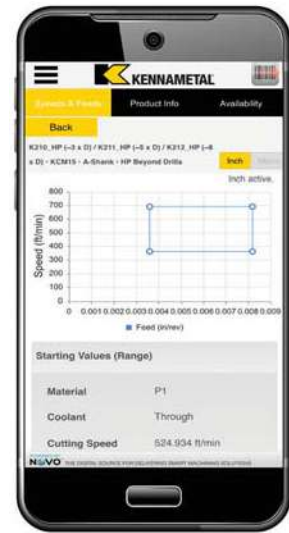 KENNAMETAL
Speeds & Feeds Product Info Availability
Back
K210_HP (~3 x D) / K211_HP (~5 x D) / K212_HP (~8
x D) - KCM15 - A-Shank - HP Beyond Drills
Inch Metric
Inch active.
800
700
600
500
400
300
200
100
0
Speed (ft/min)
0 0.001 0.002 0.003 0.004 0.005 0.006 0.007 0.008 0.009
Feed (in/rev)
Starting Values (Range)
Material P1
Coolant Through
Cutting Speed 524.934 ft/min
NOVO THE DIGITAL SOURCE FOR DELIVERING SMART MACHINING SOLUTIONS